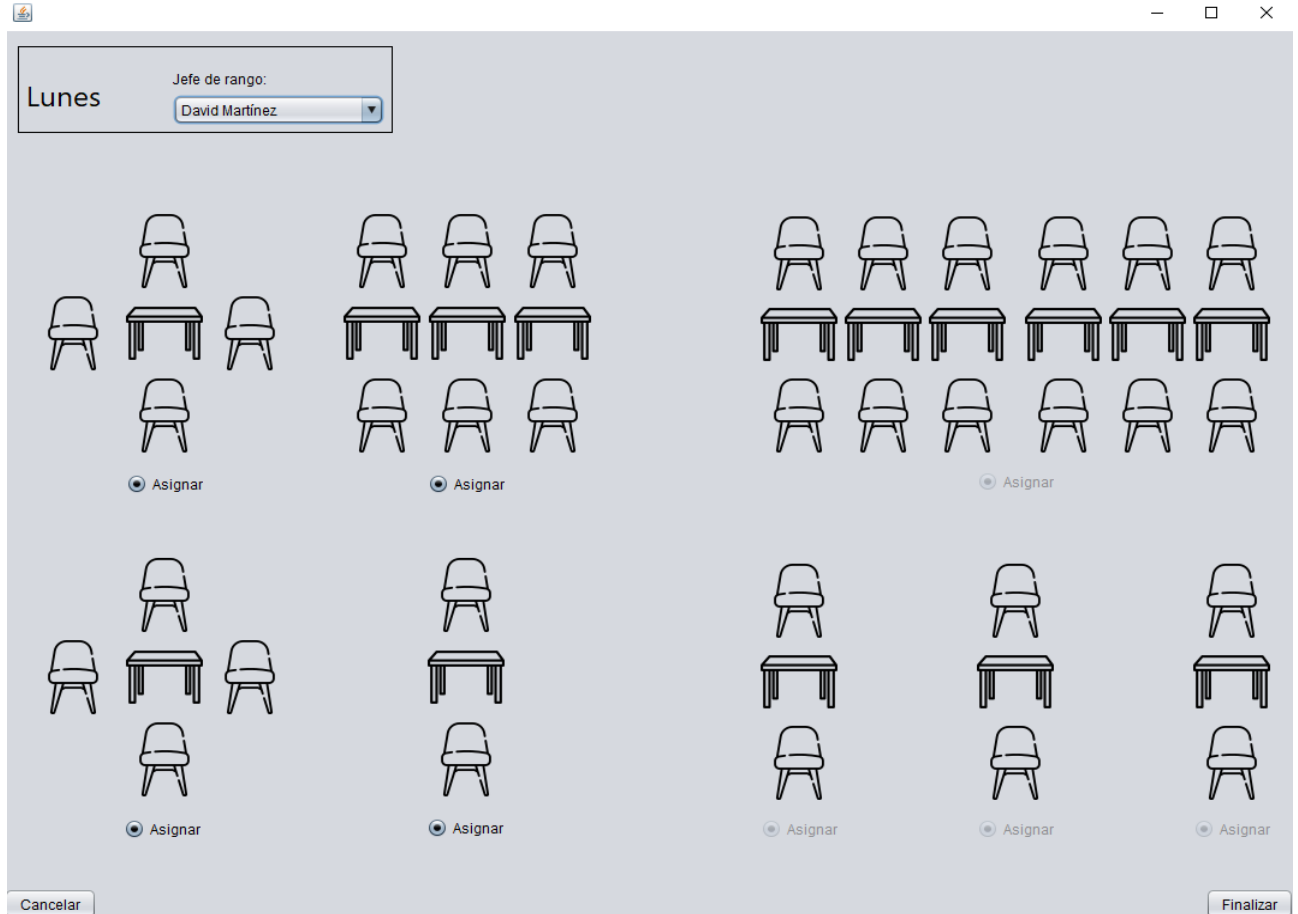 Jefe de rango:
Lunes
David Martínez
Asignar
Asignar
Asignar
Asignar
Asignar
Asignar
Asignar
Asignar
Cancelar
Finalizar